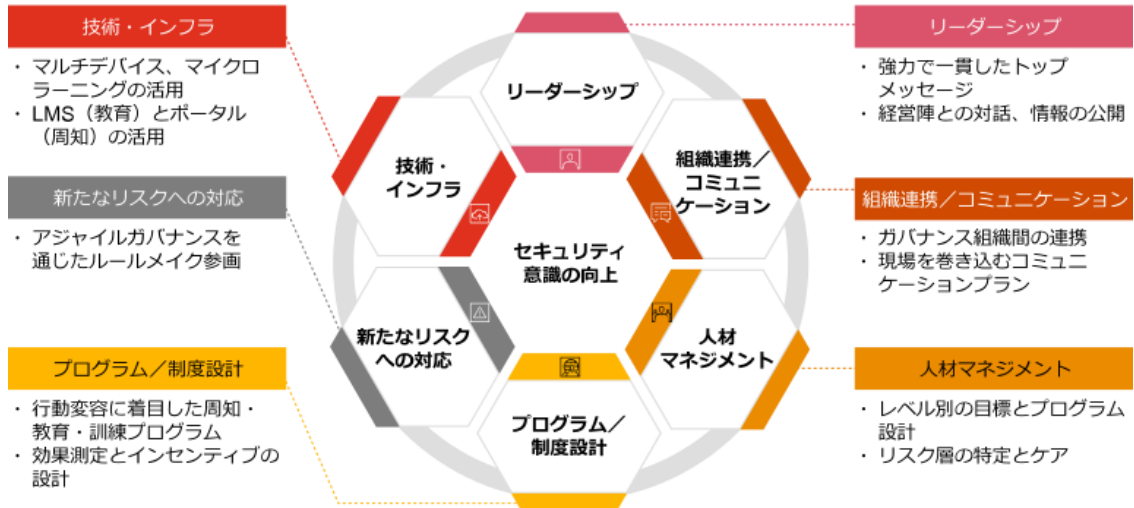 技術・インフラ
・ マルチデバイス、マイクロ
ラーニングの活用
・ LMS（教育）とポータル
（周知）の活用
新たなリスクへの対応
・ アジャイルガバナンスを
通じたルールメイク参画
プログラム／制度設計
・ 行動変容に着目した周知・
教育・訓練プログラム
・ 効果測定とインセンティブの
設計
リーダーシップ
技術・
インフラ
組織連携／
コミュニ
ケーション
セキュリティ
意識の向上
新たなリスク
への対応
人材
マネジメント
プログラム／
制度設計
リーダーシップ
・ 強力で一貫したトップ
メッセージ
・ 経営陣との対話、情報の公開
組織連携／コミュニケーション
・ ガバナンス組織間の連携
・ 現場を巻き込むコミュニ
ケーションプラン
人材マネジメント
・ レベル別の目標とプログラム
設計
・ リスク層の特定とケア